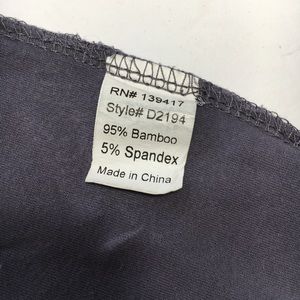 RN# 139417
Style# D2194
95% Bamboo
5% Spandex
Made in China